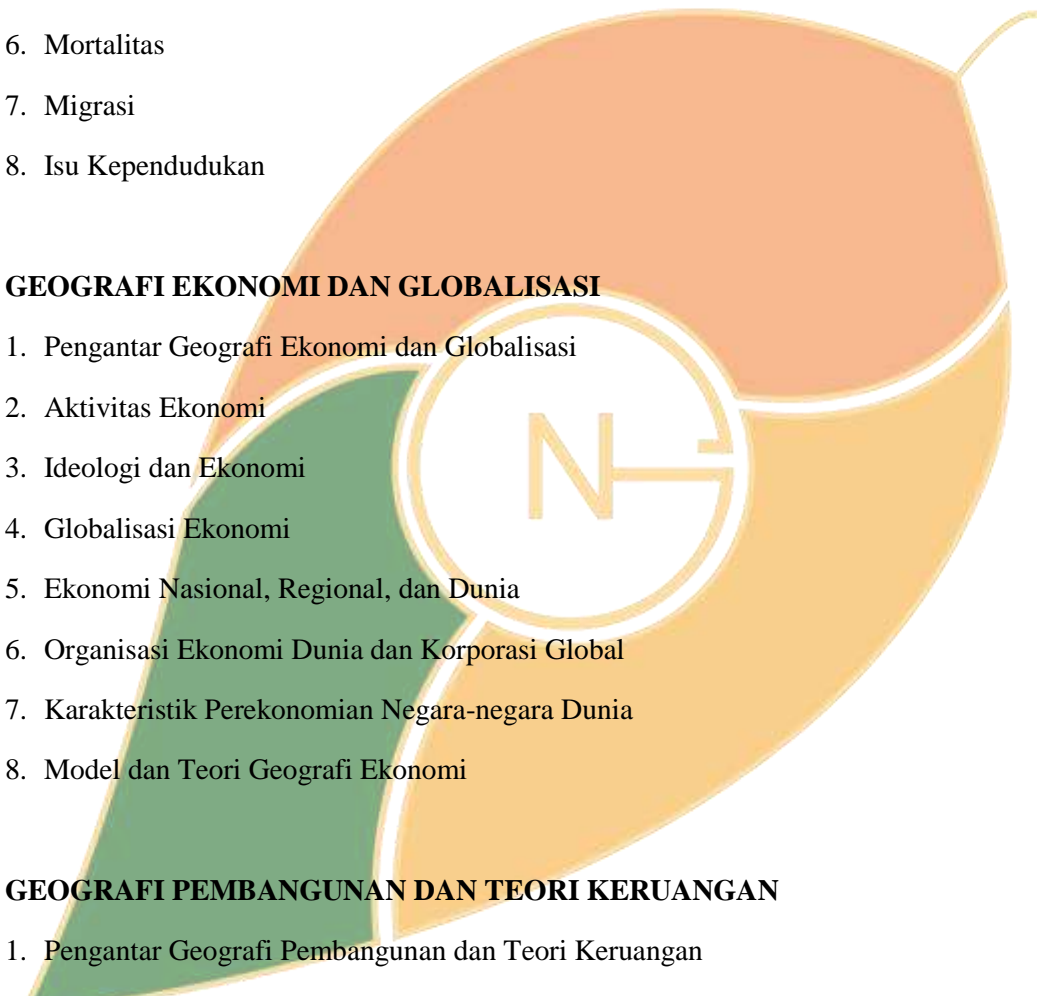 6. Mortalitas
7. Migrasi
8. Isu Kependudukan
GEOGRAFI EKONOMI DAN GLOBALISASI
1. Pengantar Geografi Ekonomi dan Globalisasi
2. Aktivitas Ekonomi
3. Ideologi dan Ekonomi
4. Globalisasi Ekonomi
5. Ekonomi Nasional, Regional, dan Dunia
6. Organisasi Ekonomi Dunia dan Korporasi Global
7. Karakteristik Perekonomian Negara-negara Dunia
8. Model dan Teori Geografi Ekonomi
GEOGRAFI PEMBANGUNAN DAN TEORI KERUANGAN
1. Pengantar Geografi Pembangunan dan Teori Keruangan